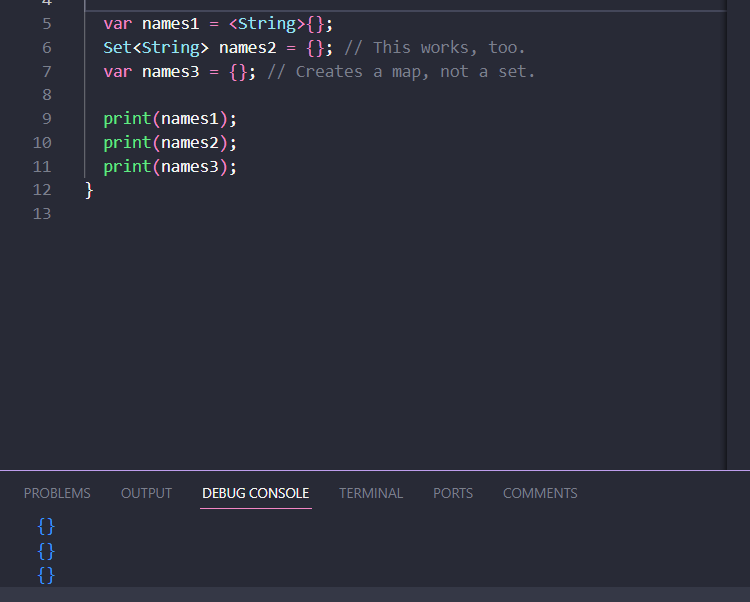 4
5 var names1 = <String>{};
6 Set<String> names2 = {}; // This works, too.
7 var names3 = {}; // Creates a map, not a set.
8
9 print(names1);
10 print(names2);
11 print(names3);
12 }
13
PROBLEMS OUTPUT DEBUG CONSOLE TERMINAL PORTS COMMENTS
{}
{}
{}